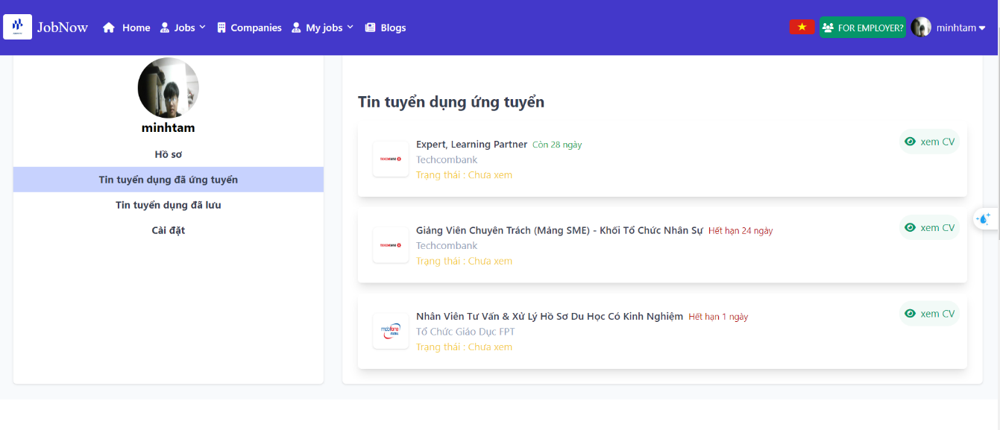 JobNow
Home
Jobs
Companies
My jobs
Blogs
FOR EMPLOYER?
minhtam
minhtam
Hồ sơ
Tin tuyển dụng đã ứng tuyển
Tin tuyển dụng đã lưu
Cài đặt
Tin tuyển dụng ứng tuyển
Expert, Learning Partner Còn 28 ngày
Techcombank
Trạng thái : Chưa xem
xem CV
Giảng Viên Chuyên Trách (Mảng SME) - Khối Tổ Chức Nhân Sự Hết hạn 24 ngày
Techcombank
Trạng thái : Chưa xem
xem CV
Nhân Viên Tư Vấn & Xử Lý Hồ Sơ Du Học Có Kinh Nghiệm Hết hạn 1 ngày
Tổ Chức Giáo Dục FPT
Trạng thái : Chưa xem
xem CV